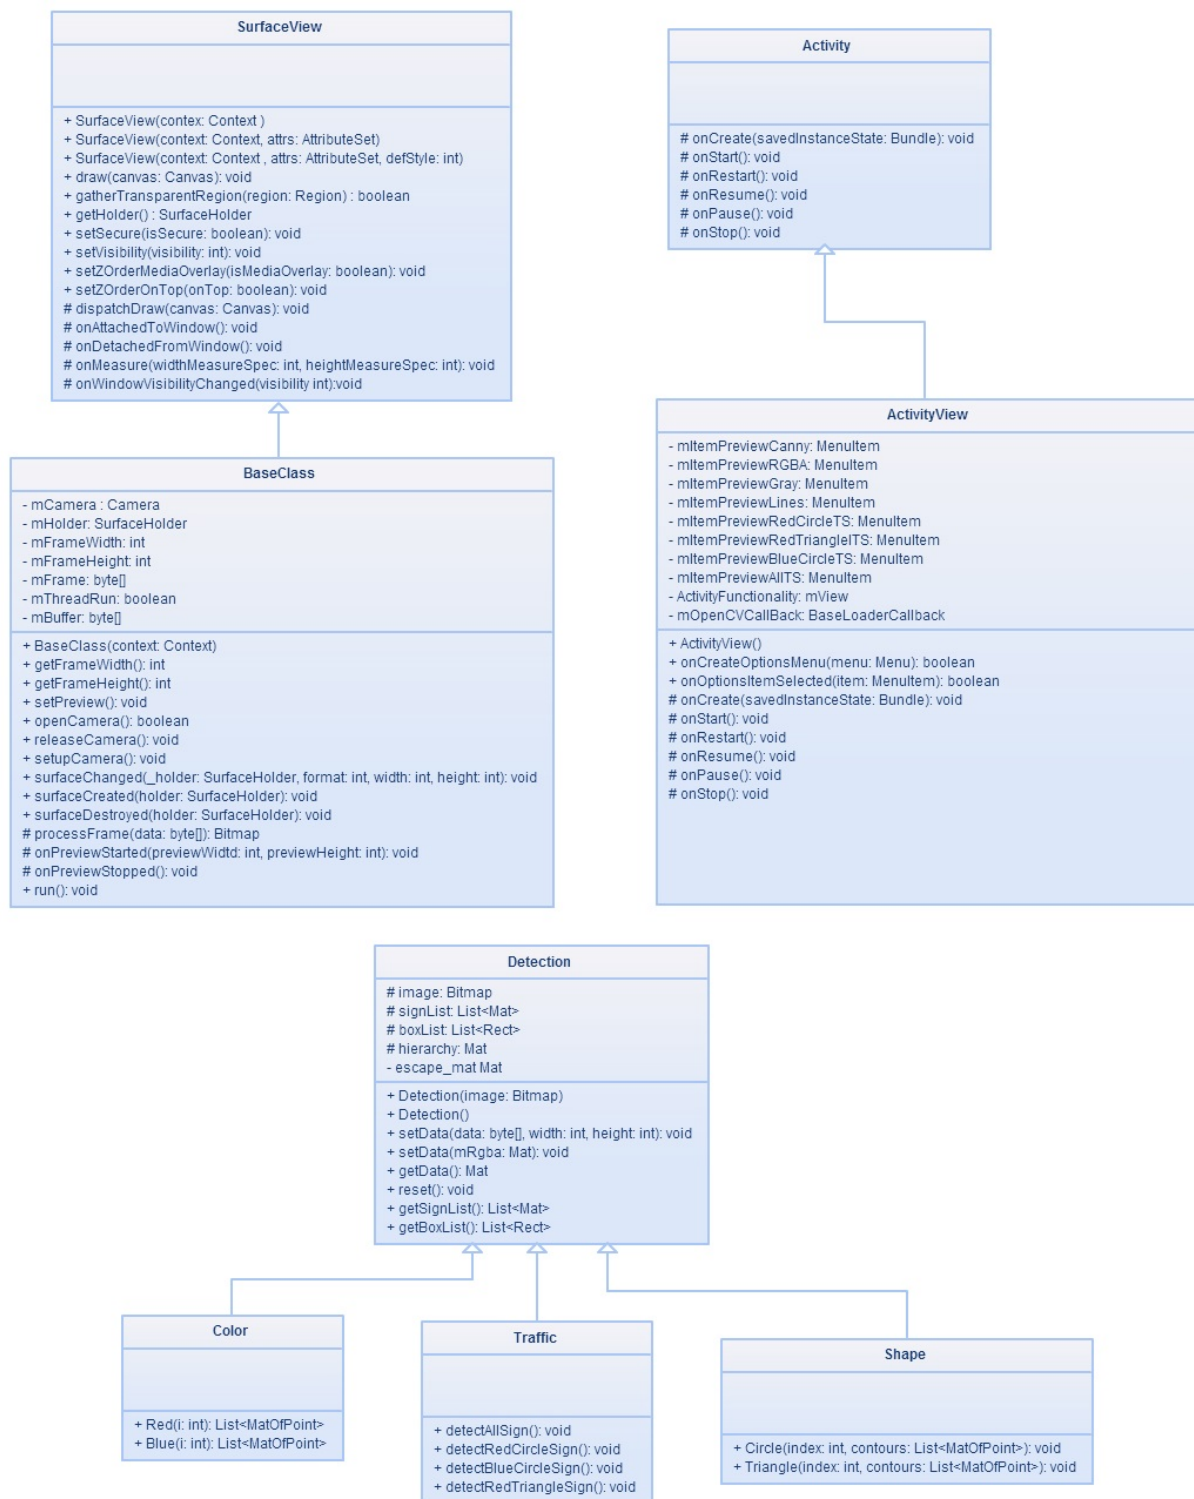 SurfaceView
+ SurfaceView(contex: Context )
+ SurfaceView(context: Context, attrs: AttributeSet)
+ SurfaceView(context: Context , attrs: AttributeSet, defStyle: int)
+ draw(canvas: Canvas): void
+ gatherTransparentRegion(region: Region) : boolean
+ getHolder() : SurfaceHolder
+ setSecure(isSecure: boolean): void
+ setVisibility(visibility: int): void
+ setZOrderMediaOverlay(isMediaOverlay: boolean): void
+ setZOrderOnTop(onTop: boolean): void
# dispatchDraw(canvas: Canvas): void
# onAttachedToWindow(): void
# onDetachedFromWindow(): void
# onMeasure(widthMeasureSpec: int, heightMeasureSpec: int): void
# onWindowVisibilityChanged(visibility int):void
Activity
# onCreate(savedInstanceState: Bundle): void
# onStart(): void
# onRestart(): void
# onResume(): void
# onPause(): void
# onStop(): void
BaseClass
- mCamera : Camera
- mHolder: SurfaceHolder
- mFrameWidth: int
- mFrameHeight: int
- mFrame: byte[]
- mThreadRun: boolean
- mBuffer: byte[]
+ BaseClass(context: Context)
+ getFrameWidth(): int
+ getFrameHeight(): int
+ setPreview(): void
+ openCamera(): boolean
+ releaseCamera(): void
+ setupCamera(): void
+ surfaceChanged(_holder: SurfaceHolder, format: int, width: int, height: int): void
+ surfaceCreated(holder: SurfaceHolder): void
+ surfaceDestroyed(holder: SurfaceHolder): void
# processFrame(data: byte[]): Bitmap
# onPreviewStarted(previewWidtd: int, previewHeight: int): void
# onPreviewStopped(): void
+ run(): void
ActivityView
- mItemPreviewCanny: MenuItem
- mItemPreviewRGBA: MenuItem
- mItemPreviewGray: MenuItem
- mItemPreviewLines: MenuItem
- mItemPreviewRedCircleTS: MenuItem
- mItemPreviewRedTriangleITS: MenuItem
- mItemPreviewBlueCircleTS: MenuItem
- mItemPreviewAllTS: MenuItem
- ActivityFunctionality: mView
- mOpenCVCallBack: BaseLoaderCallback
+ ActivityView()
+ onCreateOptionsMenu(menu: Menu): boolean
+ onOptionsItemSelected(item: MenuItem): boolean
# onCreate(savedInstanceState: Bundle): void
# onStart(): void
# onRestart(): void
# onResume(): void
# onPause(): void
# onStop(): void
Detection
# image: Bitmap
# signList: List<Mat>
# boxList: List<Rect>
# hierarchy: Mat
- escape_mat Mat
+ Detection(image: Bitmap)
+ Detection()
+ setData(data: byte[], width: int, height: int): void
+ setData(mRgba: Mat): void
+ getData(): Mat
+ reset(): void
+ getSignList(): List<Mat>
+ getBoxList(): List<Rect>
Color
+ Red(i: int): List<MatOfPoint>
+ Blue(i: int): List<MatOfPoint>
Traffic
+ detectAllSign(): void
+ detectRedCircleSign(): void
+ detectBlueCircleSign(): void
+ detectRedTriangleSign(): void
Shape
+ Circle(index: int, contours: List<MatOfPoint>): void
+ Triangle(index: int, contours: List<MatOfPoint>): void